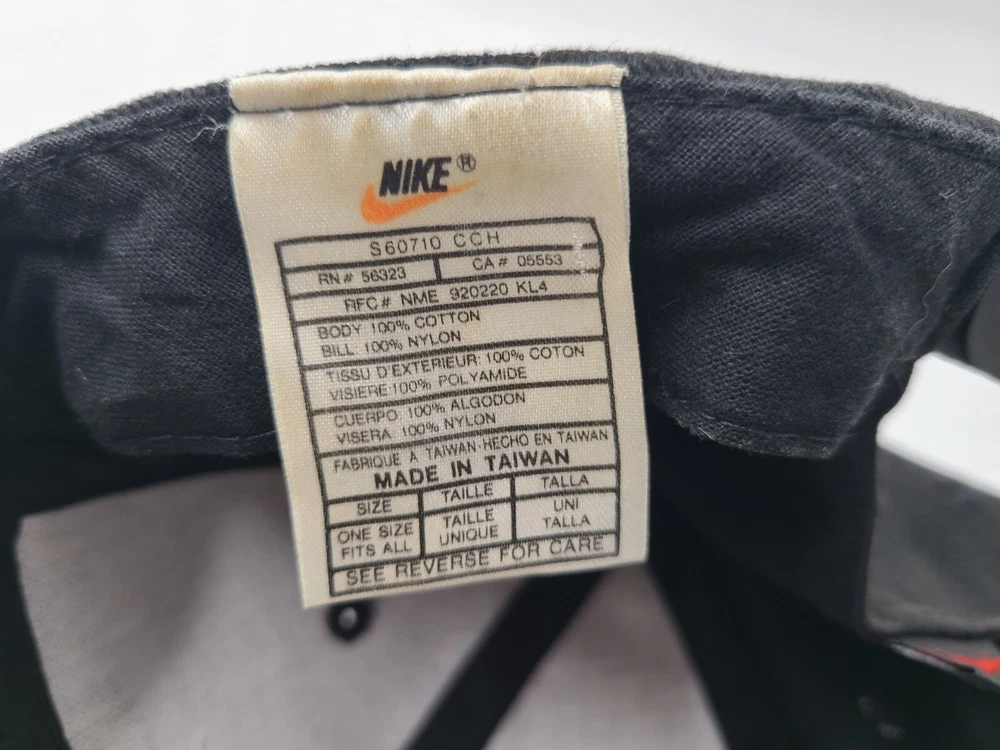 NIKE®
S60710 CCH
RN# 56323 CA# 05553
RFC# NME 920220 KL4
BODY: 100% COTTON
BILL: 100% NYLON
TISSU D'EXTERIEUR: 100% COTON
VISIERE:100% POLYAMIDE
CUERPO: 100% ALGODON
VISERA: 100% NYLON
FABRIQUE A TAIWAN·HECHO EN TAIWAN
MADE IN TAIWAN
SIZE TAILLE TALLA
ONE SIZE FITS ALL TAILLE UNIQUE UNI TALLA
SEE REVERSE FOR CARE